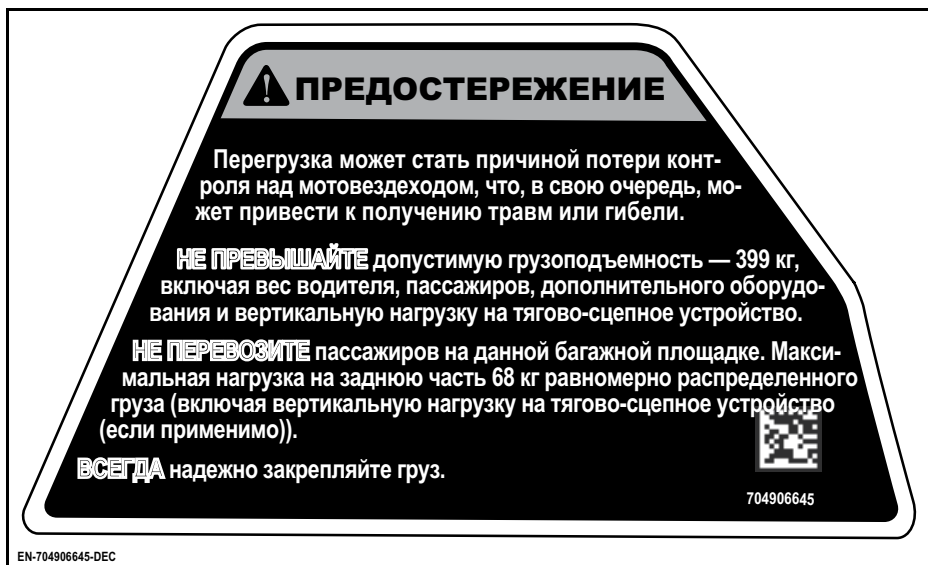 ПРЕДОСТЕРЕЖЕНИЕ
Перегрузка может стать причиной потери конт-
роля над мотовездеходом, что, в свою очередь, мо-
жет привести к получению травм или гибели.
НЕ ПРЕВЫШАЙТЕ допустимую грузоподъемность — 399 кг,
включая вес водителя, пассажиров, дополнительного оборудо-
вания и вертикальную нагрузку на тягово-сцепное устройство.
НЕ ПЕРЕВОЗИТЕ пассажиров на данной багажной площадке. Макси-
мальная нагрузка на заднюю часть 68 кг равномерно распределенного
груза (включая вертикальную нагрузку на тягово-сцепное устройство
(если применимо)).
ВСЕГДА надежно закрепляйте груз.
704906645
EN-704906645-DEC